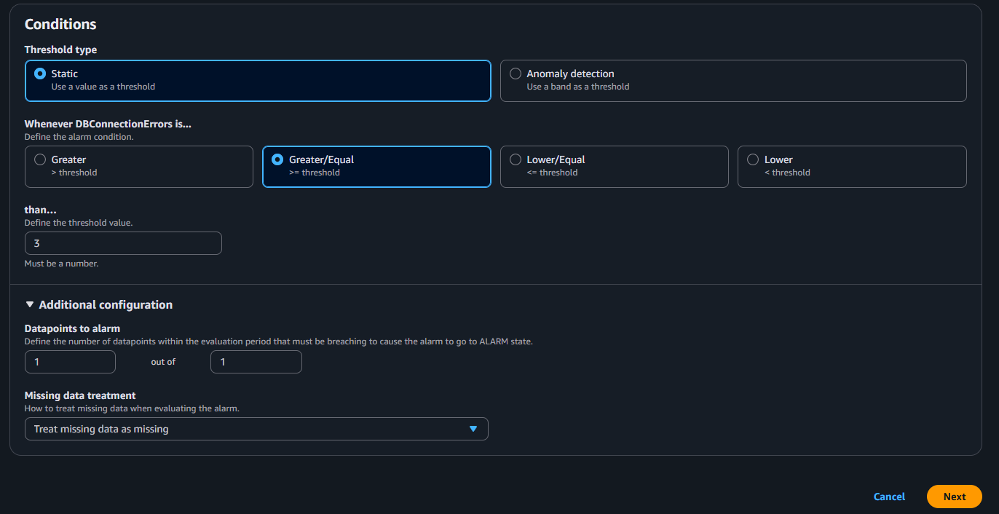 Conditions
Threshold type
Static
Use a value as a threshold
Anomaly detection
Use a band as a threshold
Whenever DBConnectionErrors is...
Define the alarm condition.
Greater
> threshold
Greater/Equal
>= threshold
Lower/Equal
<= threshold
Lower
< threshold
than...
Define the threshold value.
3
Must be a number.
Additional configuration
Datapoints to alarm
Define the number of datapoints within the evaluation period that must be breaching to cause the alarm to go to ALARM state.
1 out of 1
Missing data treatment
How to treat missing data when evaluating the alarm.
Treat missing data as missing
Cancel Next